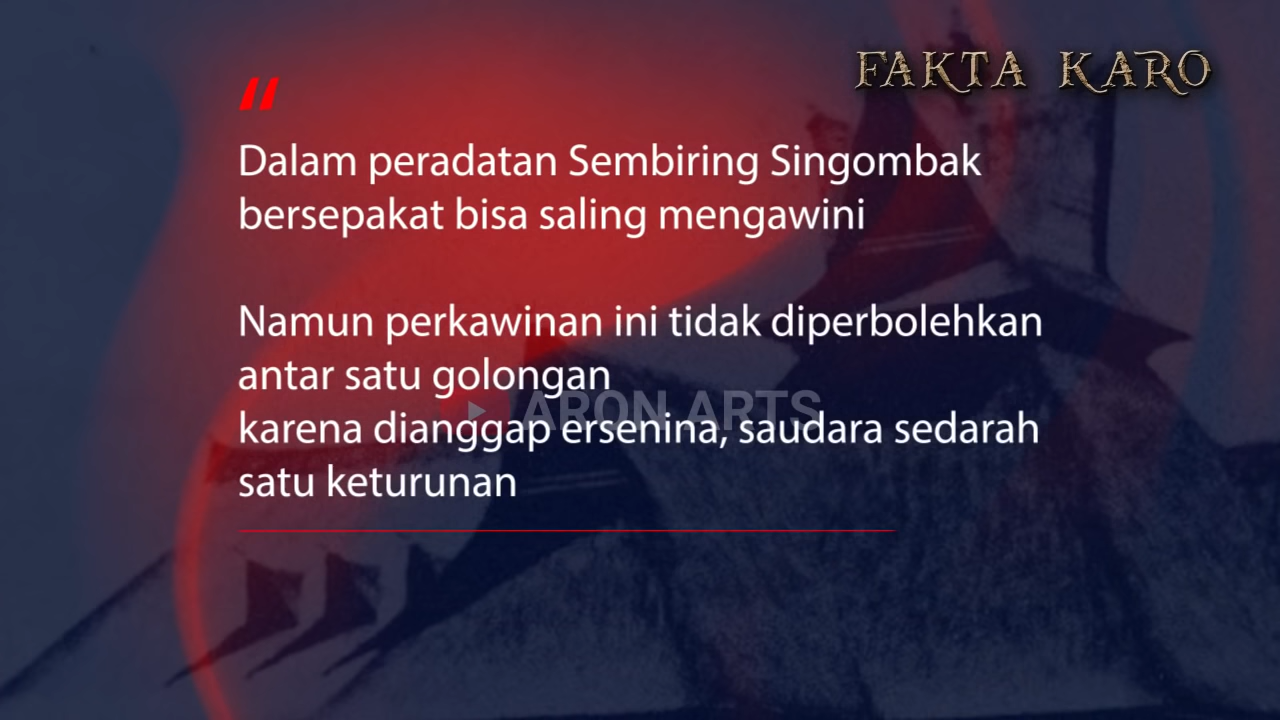 FAKTA KARO
"
Dalam peradatan Sembiring Singombak
bersepakat bisa saling mengawini
Namun perkawinan ini tidak diperbolehkan
antar satu golongan
ARON ARTS
karena dianggap ersenina, saudara sedarah
satu keturunan